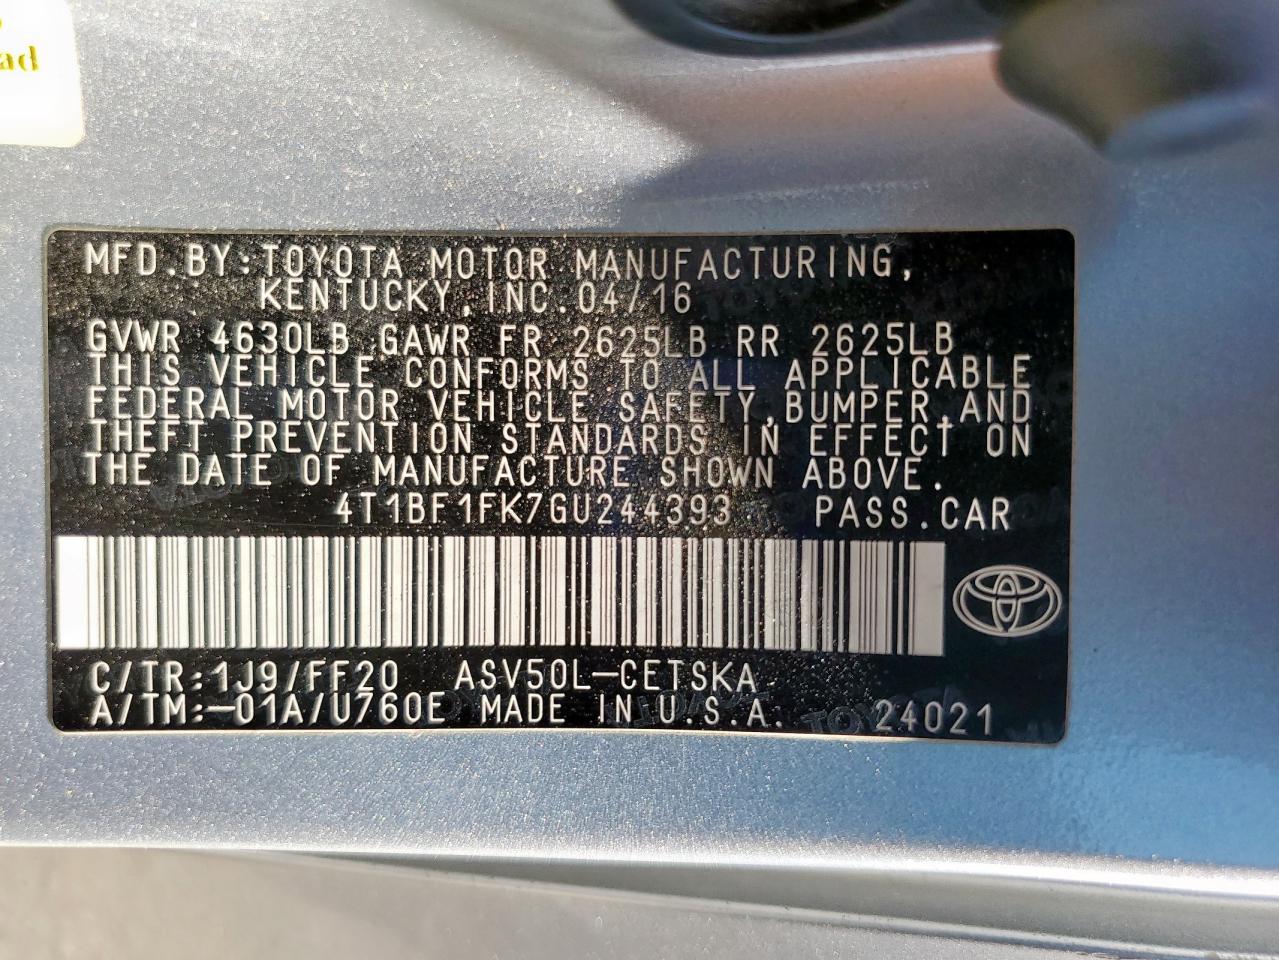 ad
MFD.BY:TOYOTA MOTOR MANUFACTURING,
KENTUCKY,INC.04/16
GVWR 4630LB GAWR FR 2625LB RR 2625LB
THIS VEHICLE CONFORMS TO ALL APPLICABLE
FEDERAL MOTOR VEHICLE SAFETY,BUMPER,AND
THEFT PREVENTION STANDARDS IN EFFECT ON
THE DATE OF MANUFACTURE SHOWN ABOVE.
4T1BF1FK7GU244393 PASS.CAR
C/TR:1J9/FF20 ASV50L-CETSKA
A/TM:-01A/U760E MADE IN U.S.A. 24021